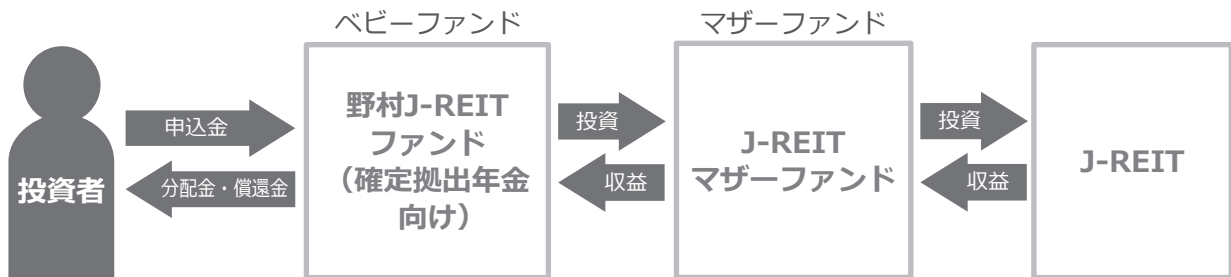 ベビーファンド
マザーファンド
投資者
申込金
分配金・償還金
野村J-REIT
ファンド
（確定拠出年金
向け）
投資
収益
J-REIT
マザーファンド
投資
収益
J-REIT